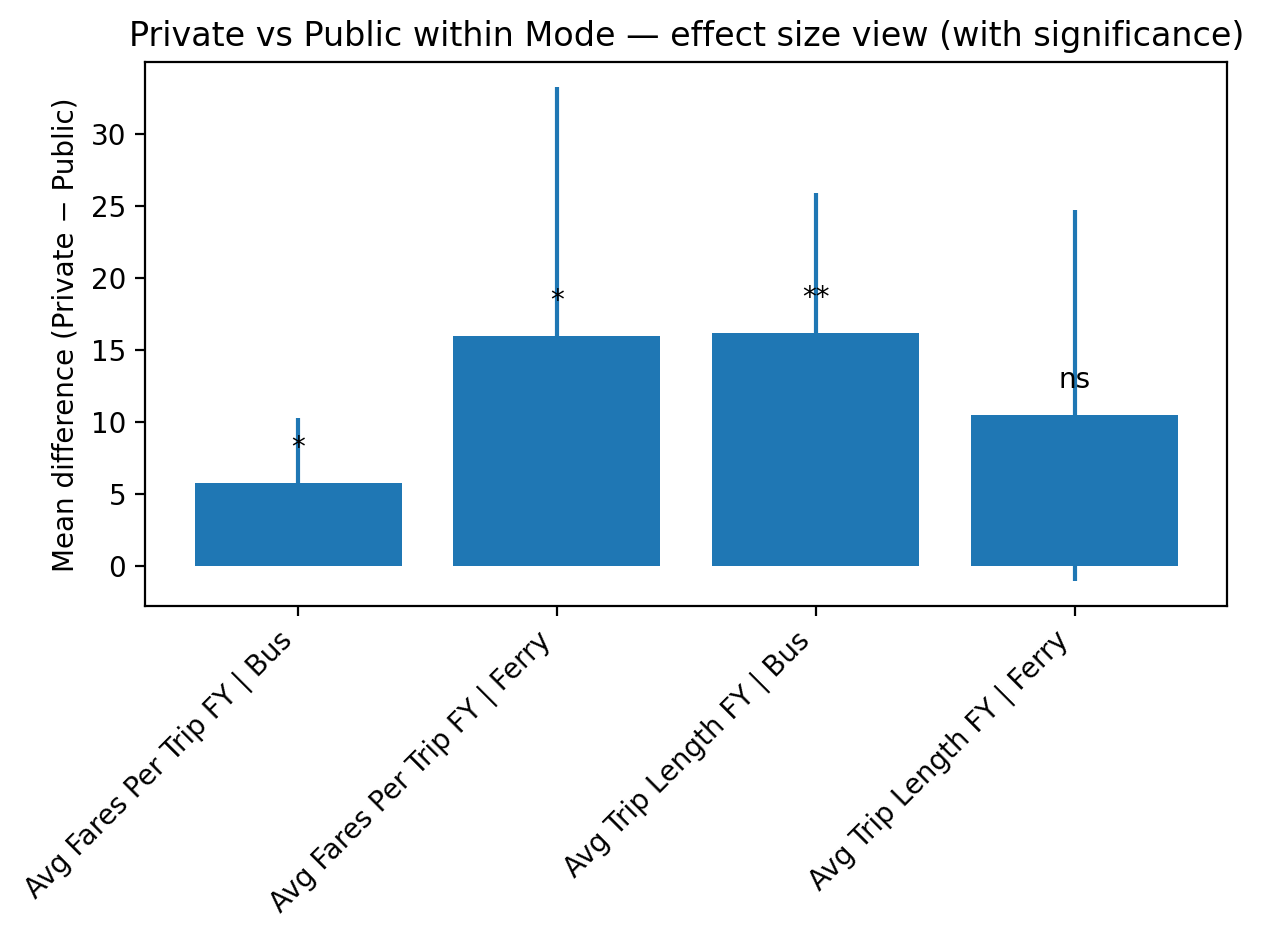 Private vs Public within Mode — effect size view (with significance)
Mean difference (Private − Public)
30
25
20
15
10
5
0
*
*
**
ns
Avg Fares Per Trip FY | Bus
Avg Fares Per Trip FY | Ferry
Avg Trip Length FY | Bus
Avg Trip Length FY | Ferry